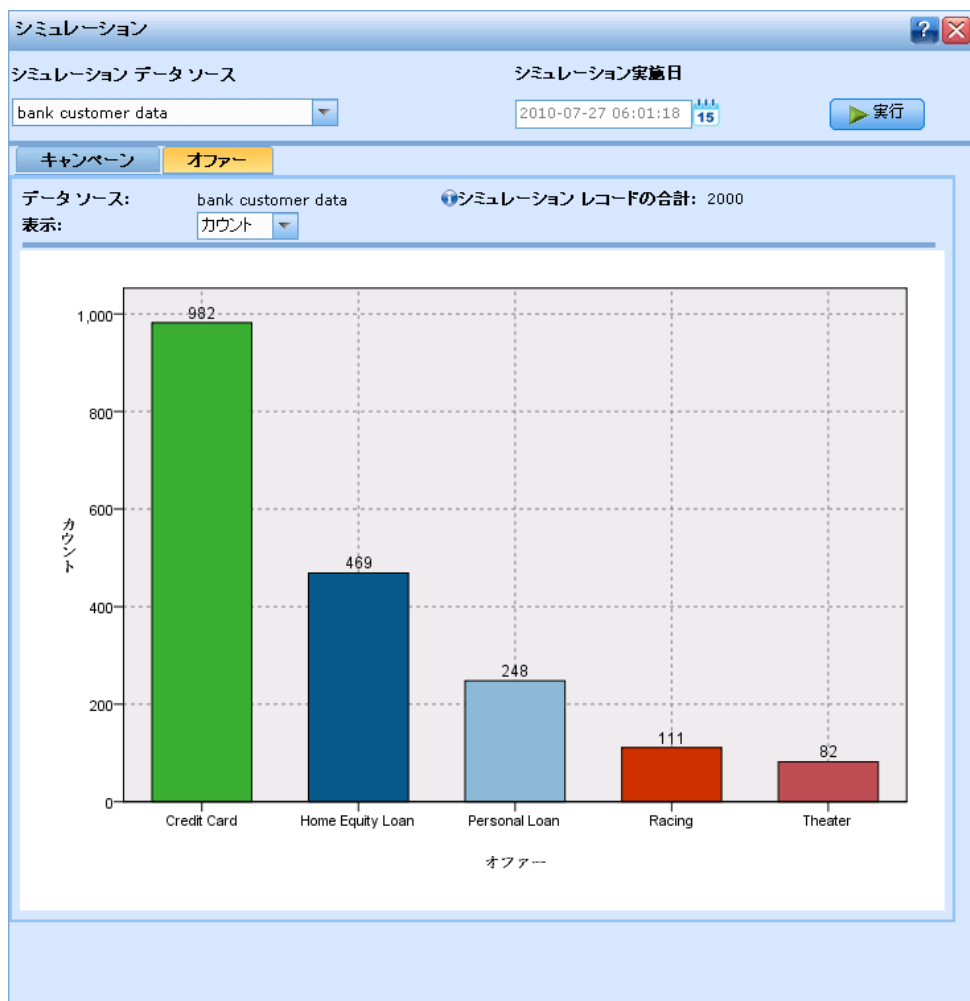 シミュレーション
?
シミュレーション データ ソース
シミュレーション実施日
bank customer data
2010-07-27 06:01:18
15
実行
キャンペーン
オファー
データ ソース: bank customer data
シミュレーション レコードの合計: 2000
表示: カウント
1,000
800
600
400
200
0
カウント
982
469
248
111
82
Credit Card
Home Equity Loan
Personal Loan
Racing
Theater
オファー